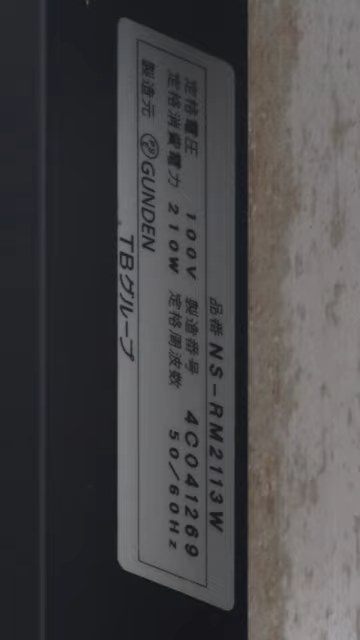 品番 NS-RM2113W
定格電圧 100V 製造番号 4C041269
定格消費電力 210W 定格周波数 50/60Hz
製造元 PSE GUNDEN
TBグループ